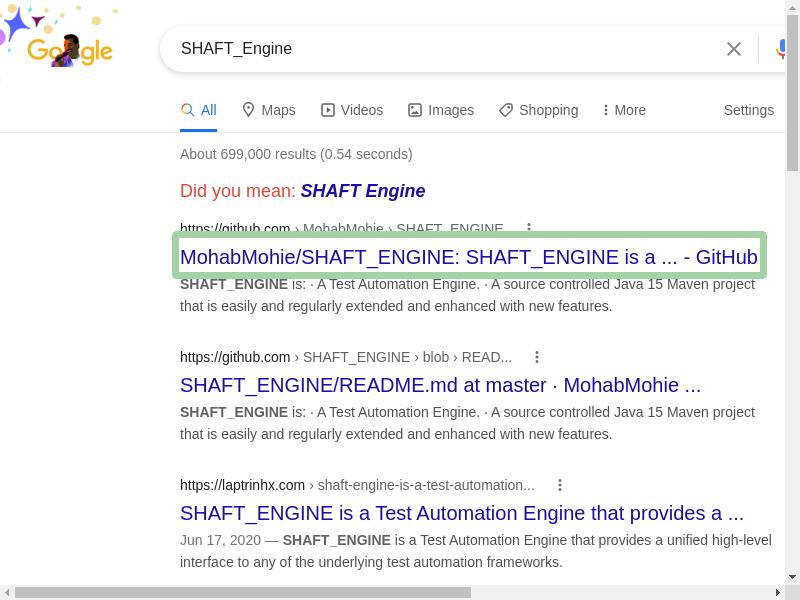 Google
SHAFT_Engine
All Maps Videos Images Shopping More Settings
About 699,000 results (0.54 seconds)
Did you mean: SHAFT Engine
https://github.com › MohabMohie › SHAFT_ENGINE
MohabMohie/SHAFT_ENGINE: SHAFT_ENGINE is a ... - GitHub
SHAFT_ENGINE is: · A Test Automation Engine. · A source controlled Java 15 Maven project
that is easily and regularly extended and enhanced with new features.
https://github.com › SHAFT_ENGINE › blob › READ...
SHAFT_ENGINE/README.md at master · MohabMohie ...
SHAFT_ENGINE is: · A Test Automation Engine. · A source controlled Java 15 Maven project
that is easily and regularly extended and enhanced with new features.
https://laptrinhx.com › shaft-engine-is-a-test-automation...
SHAFT_ENGINE is a Test Automation Engine that provides a ...
Jun 17, 2020 — SHAFT_ENGINE is a Test Automation Engine that provides a unified high-level
interface to any of the underlying test automation frameworks.